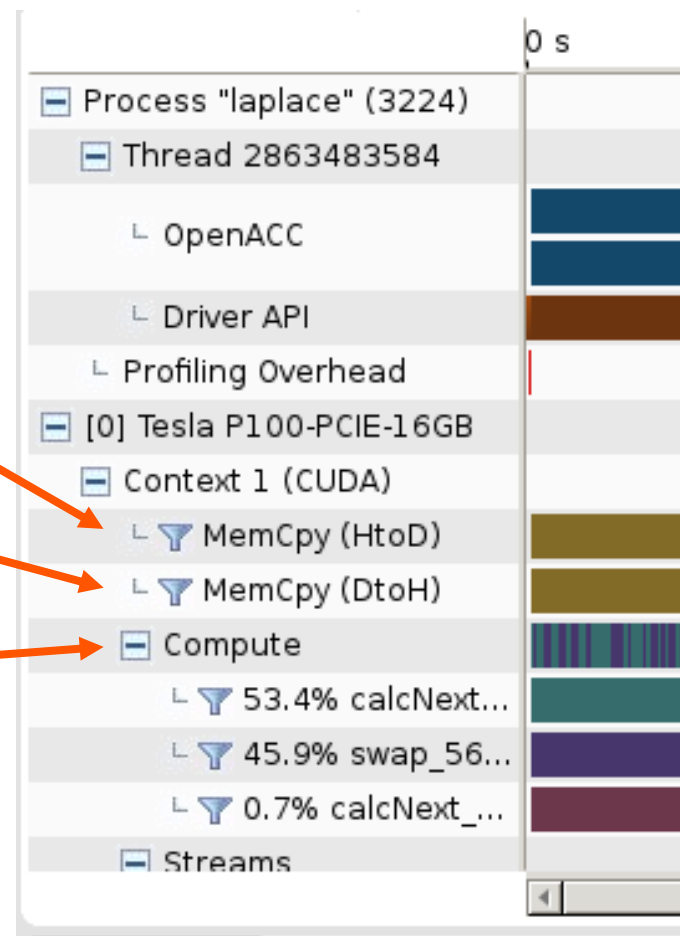 0 s
Process "laplace" (3224)
Thread 2863483584
OpenACC
Driver API
Profiling Overhead
[0] Tesla P100-PCIE-16GB
Context 1 (CUDA)
MemCpy (HtoD)
MemCpy (DtoH)
Compute
53.4% calcNext...
45.9% swap_56...
0.7% calcNext_...
Streams